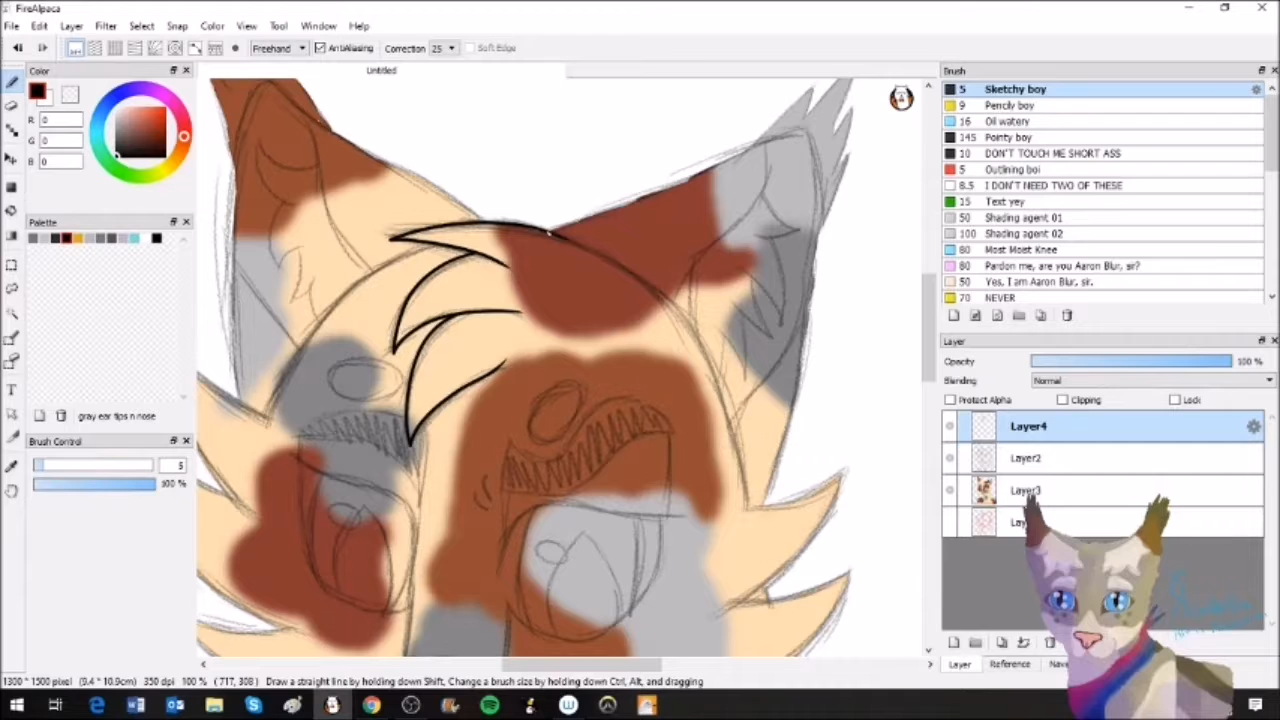 FireAlpaca
File Edit Layer Filter Select Snap Color View Tool Window Help
Freehand AntiAliasing Correction 25 Soft Edge
Color
R 0
G 0
B 0
Palette
gray ear tips n nose
Brush Control
5
100 %
Untitled
Brush
5 Sketchy boy
9 Pencily boy
16 Oil watery
145 Pointy boy
10 DON'T TOUCH ME SHORT ASS
5 Outlining boi
8.5 I DON'T NEED TWO OF THESE
15 Text yey
50 Shading agent 01
100 Shading agent 02
80 Most Moist Knee
80 Pardon me, are you Aaron Blur, sir?
50 Yes, I am Aaron Blur, sir.
70 NEVER
Layer
Opacity 100 %
Blending Normal
Protect Alpha Clipping Lock
Layer4
Layer2
Layer3
Layer Reference
1300 * 1500 pixel (9.4 * 10.9cm) 350 dpi 100 % ( 717, 308 ) Draw a straight line by holding down Shift, Change a brush size by holding down Ctrl, Alt, and dragging